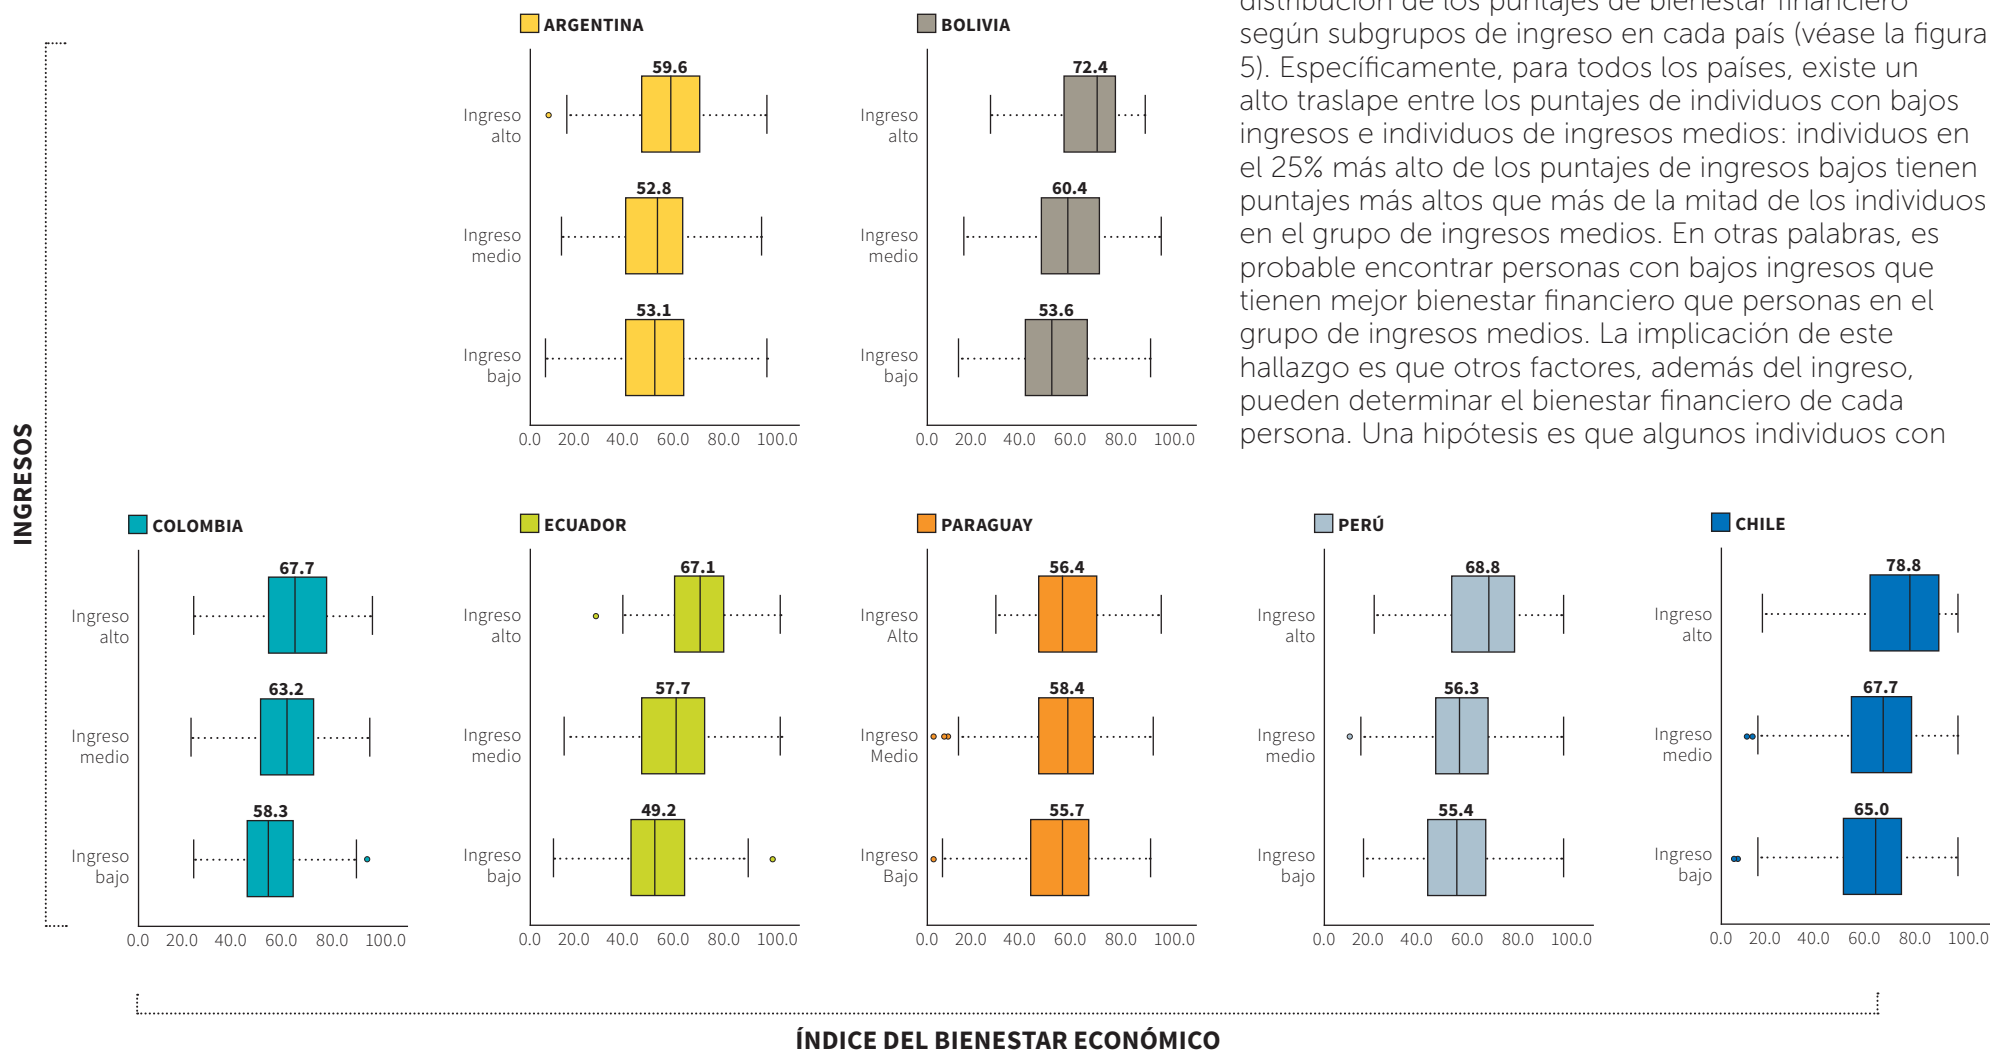 distribución de los puntajes de bienestar financiero
según subgrupos de ingreso en cada país (véase la figura
5). Específicamente, para todos los países, existe un
alto traslape entre los puntajes de individuos con bajos
ingresos e individuos de ingresos medios: individuos en
el 25% más alto de los puntajes de ingresos bajos tienen
puntajes más altos que más de la mitad de los individuos
en el grupo de ingresos medios. En otras palabras, es
probable encontrar personas con bajos ingresos que
tienen mejor bienestar financiero que personas en el
grupo de ingresos medios. La implicación de este
hallazgo es que otros factores, además del ingreso,
pueden determinar el bienestar financiero de cada
persona. Una hipótesis es que algunos individuos con
INGRESOS
ARGENTINA
59.6
Ingreso
alto
52.8
Ingreso
medio
53.1
Ingreso
bajo
0.0 20.0 40.0 60.0 80.0 100.0
BOLIVIA
72.4
Ingreso
alto
60.4
Ingreso
medio
53.6
Ingreso
bajo
0.0 20.0 40.0 60.0 80.0 100.0
COLOMBIA
67.7
Ingreso
alto
63.2
Ingreso
medio
58.3
Ingreso
bajo
0.0 20.0 40.0 60.0 80.0 100.0
ECUADOR
67.1
Ingreso
alto
57.7
Ingreso
medio
49.2
Ingreso
bajo
0.0 20.0 40.0 60.0 80.0 100.0
PARAGUAY
56.4
Ingreso
Alto
58.4
Ingreso
Medio
55.7
Ingreso
Bajo
0.0 20.0 40.0 60.0 80.0 100.0
PERÚ
68.8
Ingreso
alto
56.3
Ingreso
medio
55.4
Ingreso
bajo
0.0 20.0 40.0 60.0 80.0 100.0
CHILE
78.8
Ingreso
alto
67.7
Ingreso
medio
65.0
Ingreso
bajo
0.0 20.0 40.0 60.0 80.0 100.0
ÍNDICE DEL BIENESTAR ECONÓMICO